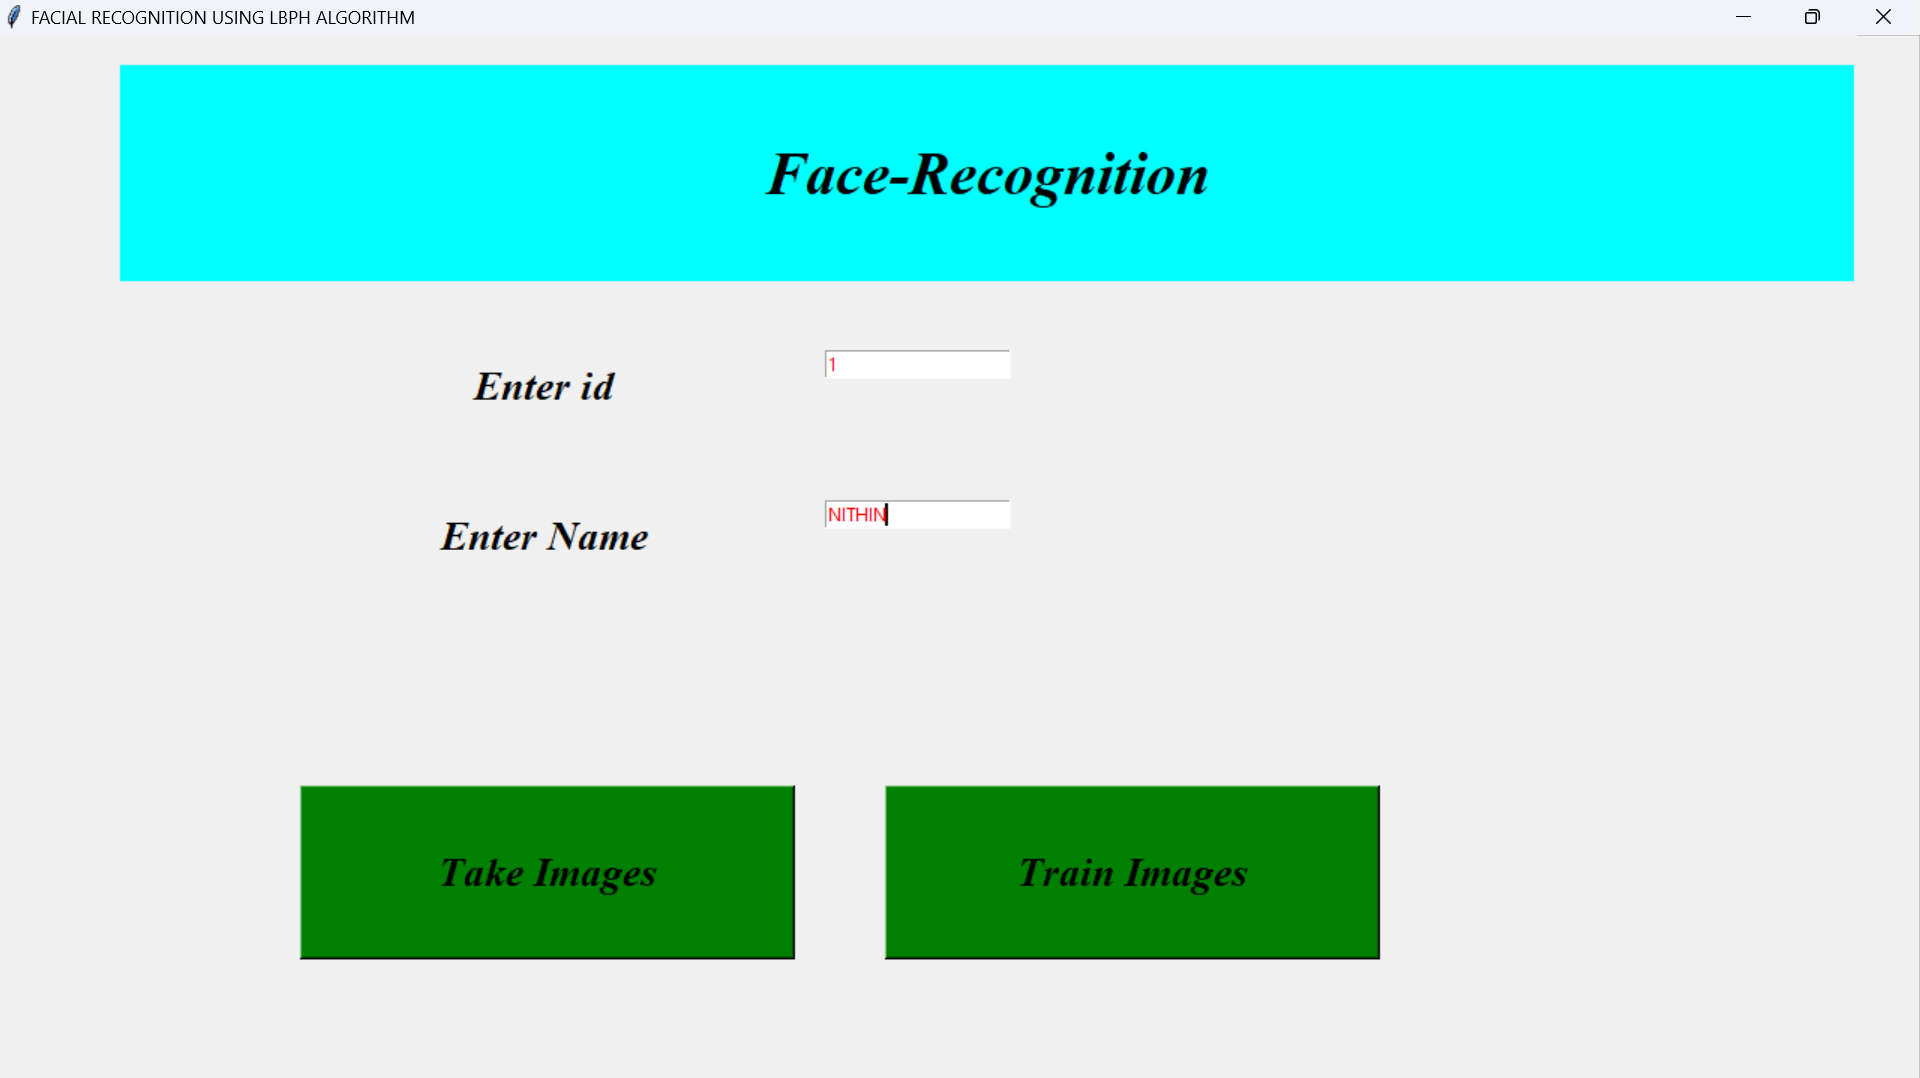 FACIAL RECOGNITION USING LBPH ALGORITHM
Face-Recognition
Enter id
1
Enter Name
NITHIN
Take Images
Train Images